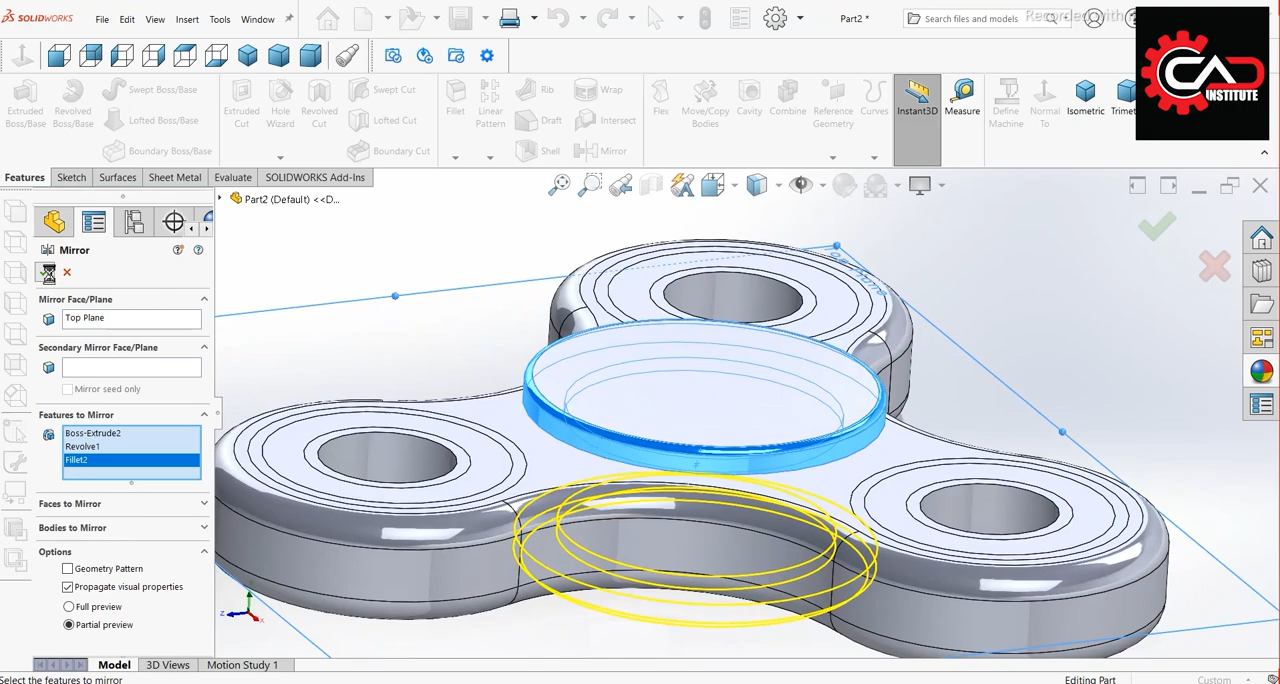 SOLIDWORKS
File
Edit
View
Insert
Tools
Window
Part2 *
Search files and models
Recorded with
CAD
INSTITUTE
Extruded
Boss/Base
Revolved
Boss/Base
Swept Boss/Base
Lofted Boss/Base
Boundary Boss/Base
Extruded
Cut
Hole
Wizard
Revolved
Cut
Swept Cut
Lofted Cut
Boundary Cut
Fillet
Linear
Pattern
Rib
Draft
Shell
Wrap
Intersect
Mirror
Flex
Move/Copy
Bodies
Cavity
Combine
Reference
Geometry
Curves
Instant3D
Measure
Define
Machine
Normal
To
Isometric
Trimet
Features
Sketch
Surfaces
Sheet Metal
Evaluate
SOLIDWORKS Add-Ins
Part2 (Default) <<D...
Mirror
Mirror Face/Plane
Top Plane
Secondary Mirror Face/Plane
Mirror seed only
Features to Mirror
Boss-Extrude2
Revolve1
Fillet2
Faces to Mirror
Bodies to Mirror
Options
Geometry Pattern
Propagate visual properties
Full preview
Partial preview
Z
X
Model
3D Views
Motion Study 1
Select the features to mirror
Editing Part
Custom